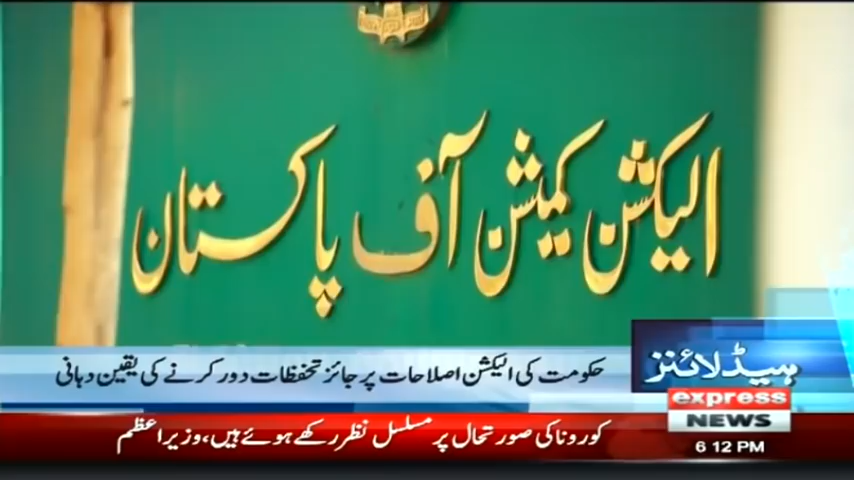 الیکشن کمیشن آف پاکستان
ہیڈ لائنز
حکومت کی الیکشن اصلاحات پر جائز تحفظات دور کرنے کی یقین دہانی
express
NEWS
کورونا کی صورتحال پر مسلسل نظر رکھے ہوئے ہیں، وزیراعظم
6:12 PM